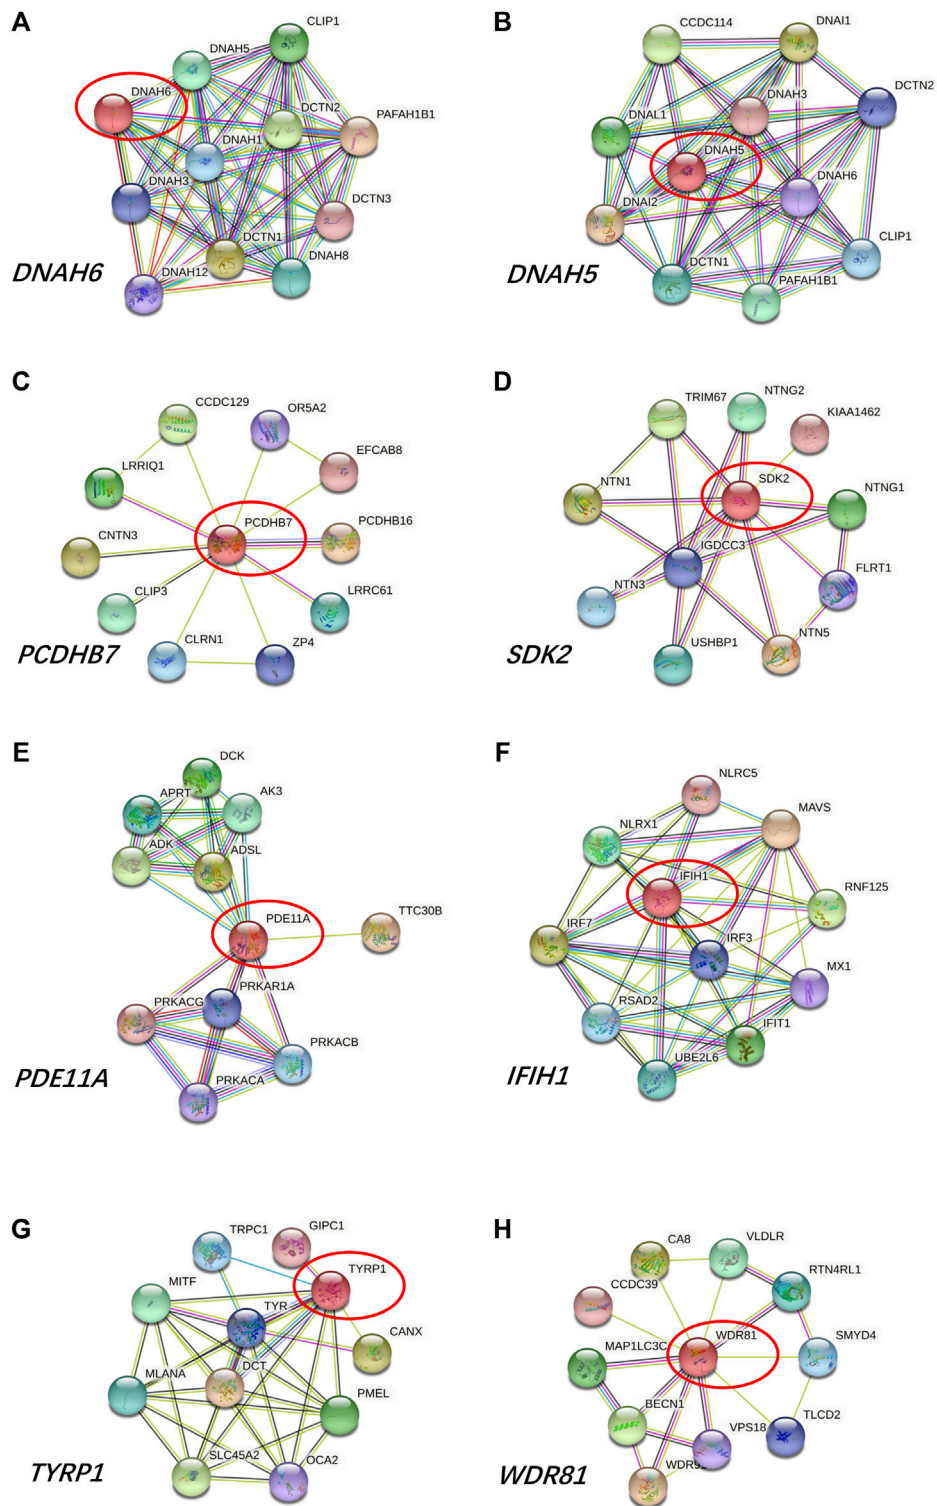 A
CLIP1
DNAH5
DNAH6
DCTN2
PAFAH1B1
DNAH1
DNAH3
DCTN3
DCTN1
DNAH12
DNAH8
DNAH6
B
CCDC114
DNAI1
DCTN2
DNAH3
DNAL1
DNAH5
DNAH6
DNAI2
CLIP1
DCTN1
PAFAH1B1
DNAH5
C
CCDC129
OR5A2
EFCAB8
LRRIQ1
PCDHB7
PCDHB16
CNTN3
CLIP3
LRRC61
CLRN1
ZP4
PCDHB7
D
TRIM67
NTNG2
KIAA1462
SDK2
NTN1
NTNG1
IGDCC3
FLRT1
NTN3
NTN5
USHBP1
SDK2
E
DCK
APRT
AK3
ADK
ADSL
PDE11A
TTC30B
PRKAR1A
PRKACG
PRKACB
PRKACA
PDE11A
F
NLRC5
MAVS
NLRX1
IFIH1
RNF125
IRF7
IRF3
MX1
RSAD2
IFIT1
UBE2L6
IFIH1
G
TRPC1
GIPC1
TYRP1
MITF
TYR
CANX
MLANA
DCT
PMEL
SLC45A2
OCA2
TYRP1
H
CA8
VLDLR
RTN4RL1
CCDC39
WDR81
SMYD4
MAP1LC3C
BECN1
VPS18
TLCD2
WDR81